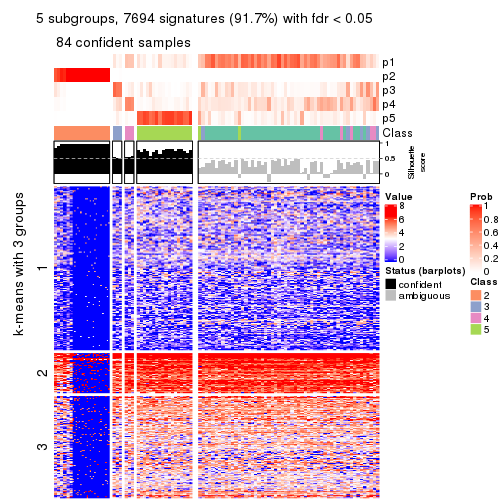 5 subgroups, 7694 signatures (91.7%) with fdr < 0.05
84 confident samples
p1
p2
p3
p4
p5
Class
1
0.5
0
Silhouette
score
k-means with 3 groups
1
2
3
Value
8
6
4
2
0
Status (barplots)
confident
ambiguous
Prob
1
0.8
0.6
0.4
0.2
0
Class
2
3
4
5